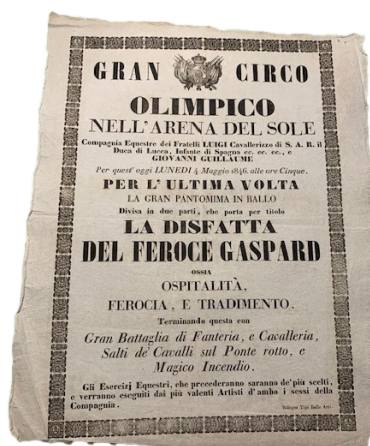 GRAN CIRCO
OLIMPICO
NELL'ARENA DEL SOLE
Compagnia Equestre dei Fratelli LUIGI Cavallerizzo di S. A. R. il
Duca di Lucca, Infante di Spagna ec. ec. ec., e
GIOVANNI GUILLAUME
Per quest' oggi LUNEDÌ 4 Maggio 1846. alle ore Cinque.
PER L'ULTIMA VOLTA
LA GRAN PANTOMIMA IN BALLO
Divisa in due parti, che porta per titolo
LA DISFATTA
DEL FEROCE GASPARD
OSSIA
OSPITALITÀ,
FEROCIA, E TRADIMENTO.
Terminando questa con
Gran Battaglia di Fanteria, e Cavalleria,
Salti de' Cavalli sul Ponte rotto, e
Magico Incendio.
Gli Esercizj Equestri, che precederanno saranno de' più scelti,
e verranno eseguiti dai più valenti Artisti d'ambo i sessi della
Compagnia.
Bologna Tipi Delle Arti.